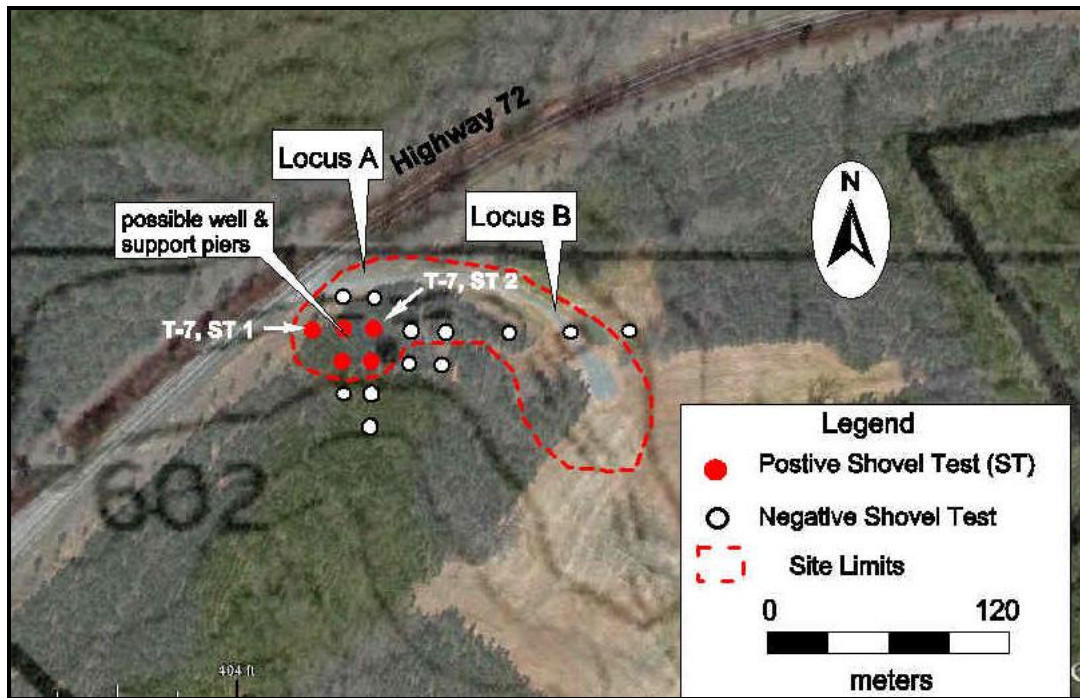 Highway 72
Locus A
possible well &
support piers
Locus B
N
T-7, ST 2
T-7, ST 1
602
404 ft
Legend
Postive Shovel Test (ST)
Negative Shovel Test
Site Limits
0 120
meters